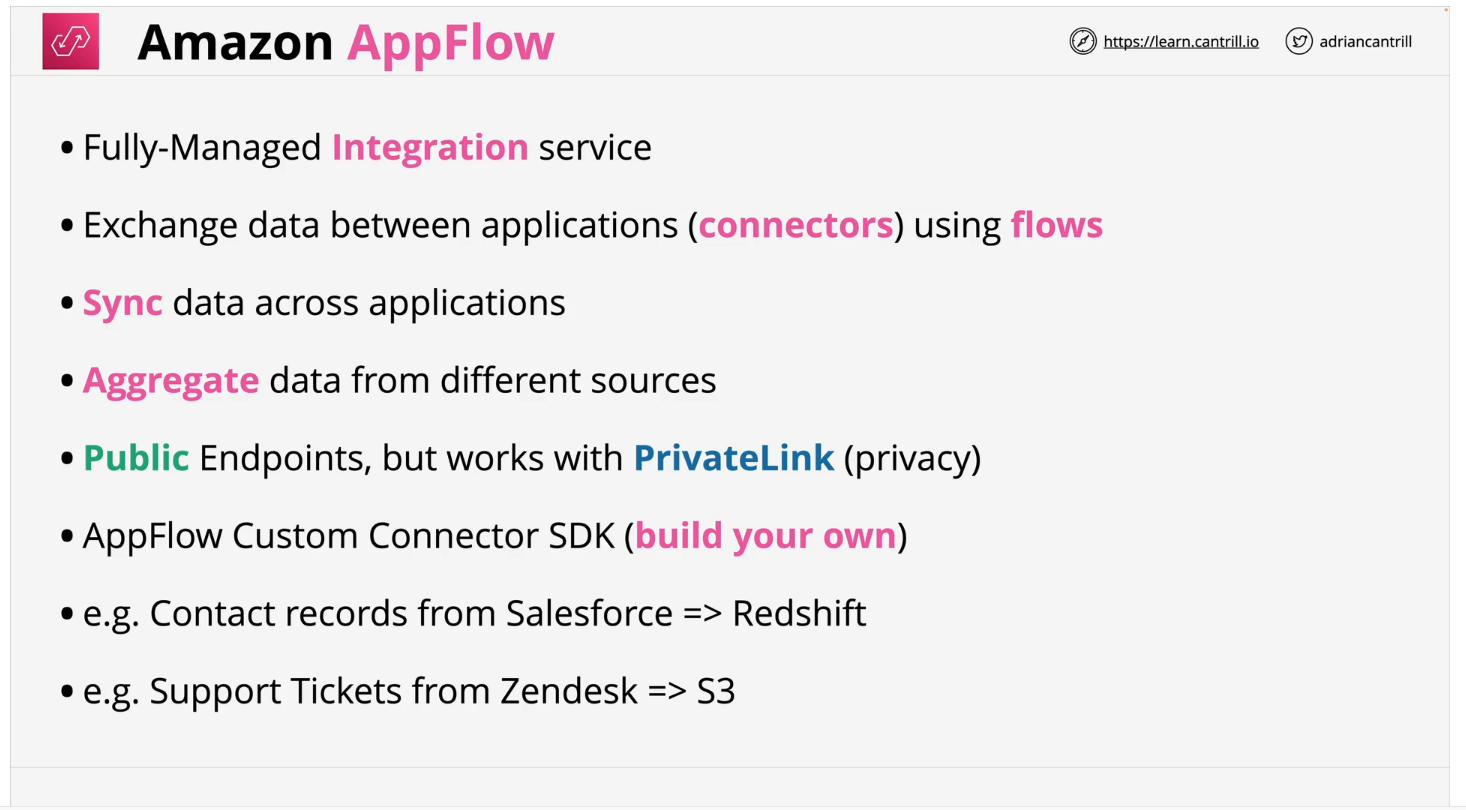 Amazon AppFlow
https://learn.cantrill.io
adriancantrill
• Fully-Managed Integration service
• Exchange data between applications (connectors) using flows
• Sync data across applications
• Aggregate data from different sources
• Public Endpoints, but works with PrivateLink (privacy)
• AppFlow Custom Connector SDK (build your own)
• e.g. Contact records from Salesforce => Redshift
• e.g. Support Tickets from Zendesk => S3